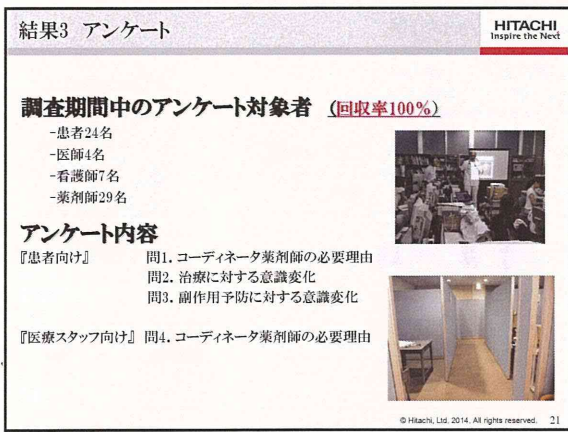 結果3 アンケート
HITACHI
Inspire the Next
調査期間中のアンケート対象者 (回収率100%)
-患者24名
-医師4名
-看護師7名
-薬剤師29名
アンケート内容
『患者向け』 問1. コーディネータ薬剤師の必要理由
問2. 治療に対する意識変化
問3. 副作用予防に対する意識変化
『医療スタッフ向け』 問4. コーディネータ薬剤師の必要理由
© Hitachi, Ltd. 2014. All rights reserved. 21